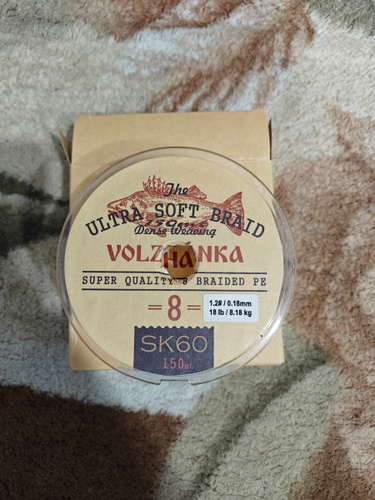 The
ULTRA SOFT BRAID
Dense Weaving
VOLZHANKA
SUPER QUALITY 8 BRAIDED PE
=8=
1.2# / 0.18mm
18 lb / 8.18 kg
SK60
150